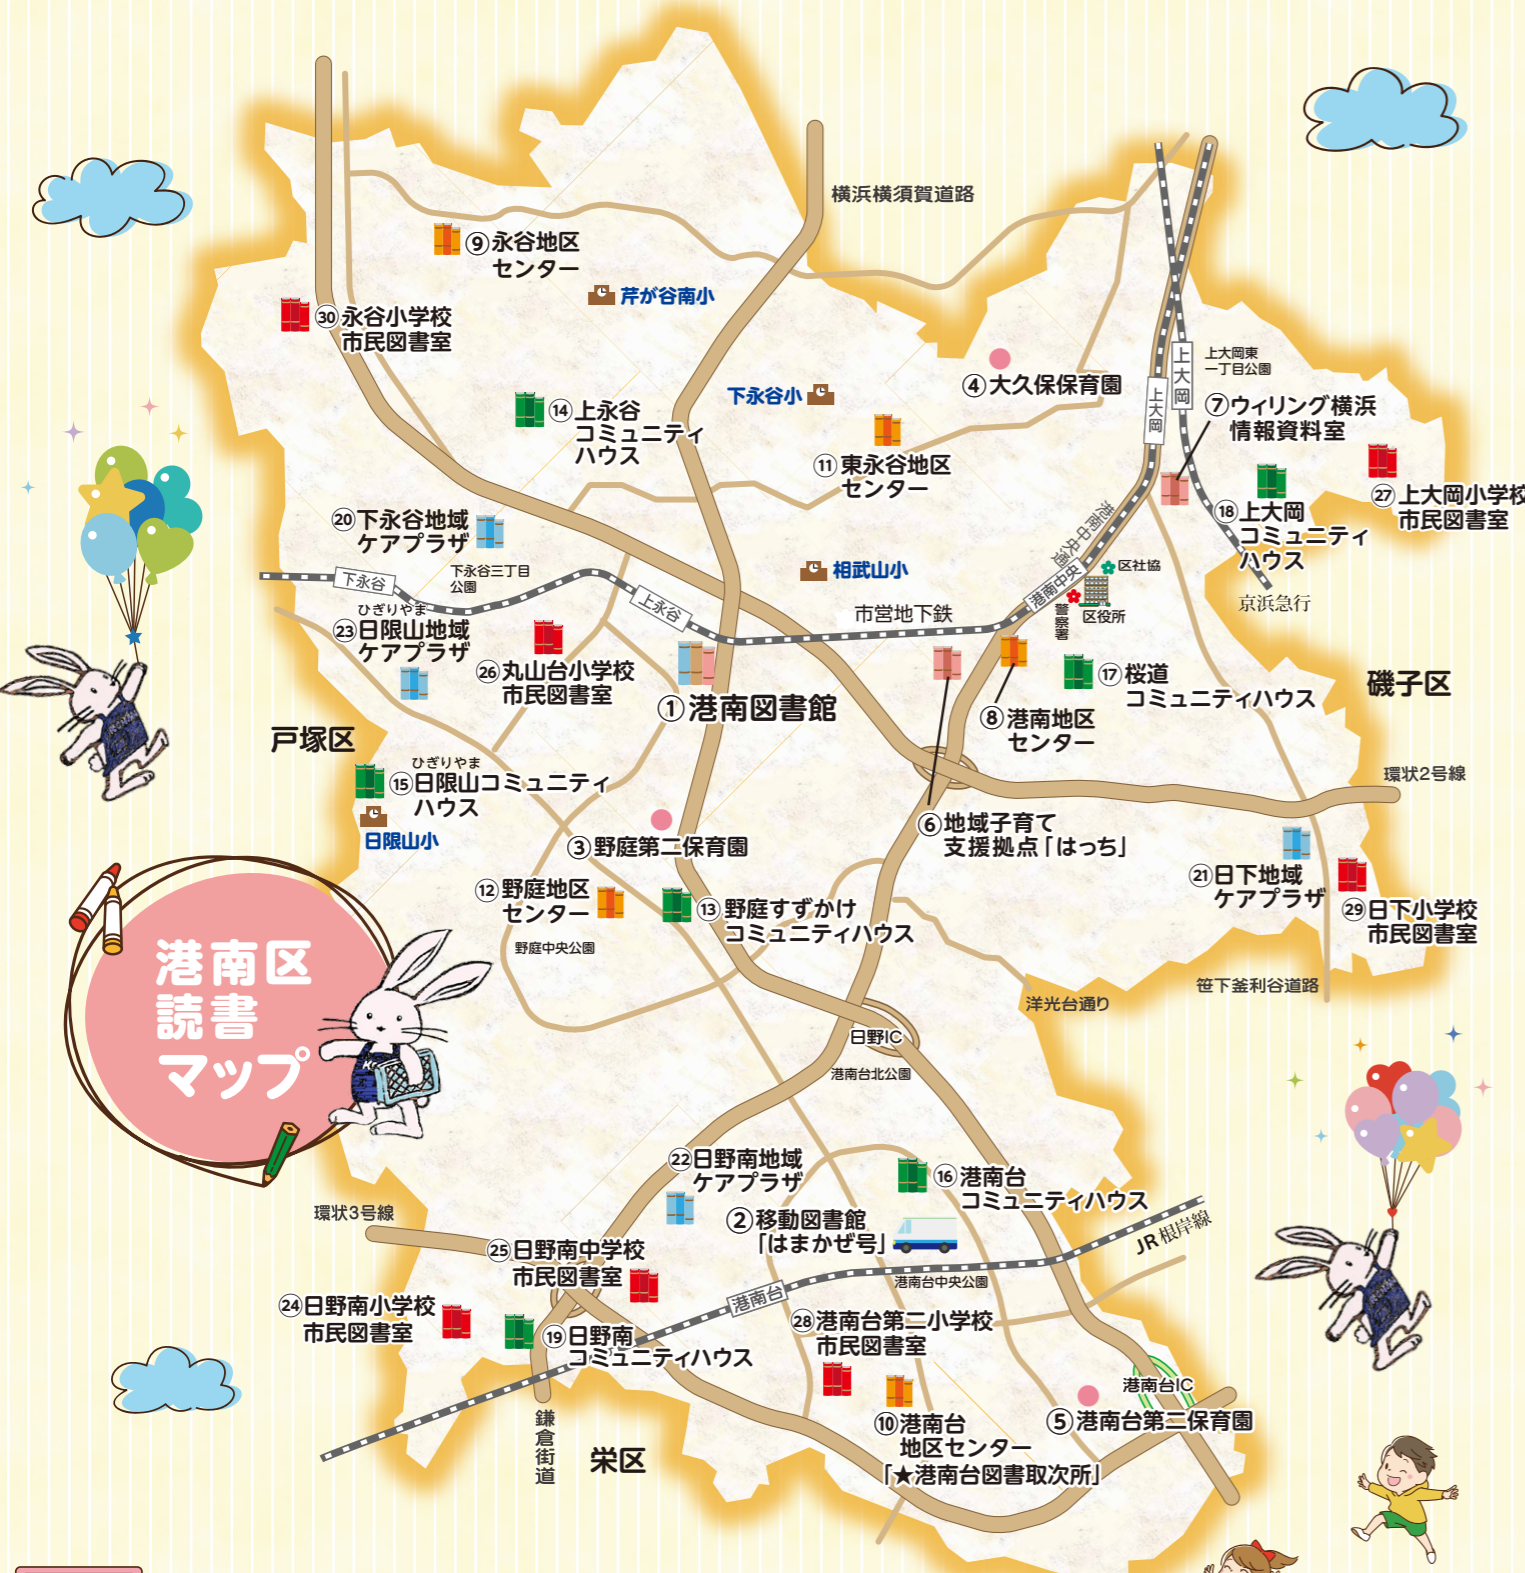 横浜横須賀道路
⑨永谷地区
センター
芹が谷南小
㉚永谷小学校
市民図書室
④大久保保育園
上大岡
上大岡
上大岡東
一丁目公園
⑦ウィリング横浜
情報資料室
下永谷小
⑭上永谷
コミュニティ
ハウス
⑪東永谷地区
センター
㉗上大岡小学校
市民図書室
⑱上大岡
コミュニティ
ハウス
⑳下永谷地域
ケアプラザ
港南中央通
下永谷
下永谷三丁目
公園
相武山小
区社協
港南中央
上永谷
市営地下鉄
警察署
区役所
京浜急行
ひぎりやま
㉓日限山地域
ケアプラザ
㉖丸山台小学校
市民図書室
①港南図書館
⑰桜道
コミュニティハウス
⑧港南地区
センター
磯子区
戸塚区
ひぎりやま
⑮日限山コミュニティ
ハウス
日限山小
環状2号線
③野庭第二保育園
⑥地域子育て
支援拠点「はっち」
⑫野庭地区
センター
⑬野庭すずかけ
コミュニティハウス
㉑日下地域
ケアプラザ
㉙日下小学校
市民図書室
野庭中央公園
港南区
読書
マップ
笹下釜利谷道路
洋光台通り
日野IC
港南台北公園
㉒日野南地域
ケアプラザ
⑯港南台
コミュニティハウス
②移動図書館
「はまかぜ号」
環状3号線
JR根岸線
㉕日野南中学校
市民図書室
港南台中央公園
港南台
㉔日野南小学校
市民図書室
⑲日野南
コミュニティハウス
㉘港南台第二小学校
市民図書室
港南台IC
⑤港南台第二保育園
⑩港南台
地区センター
「★港南台図書取次所」
鎌倉街道
栄区